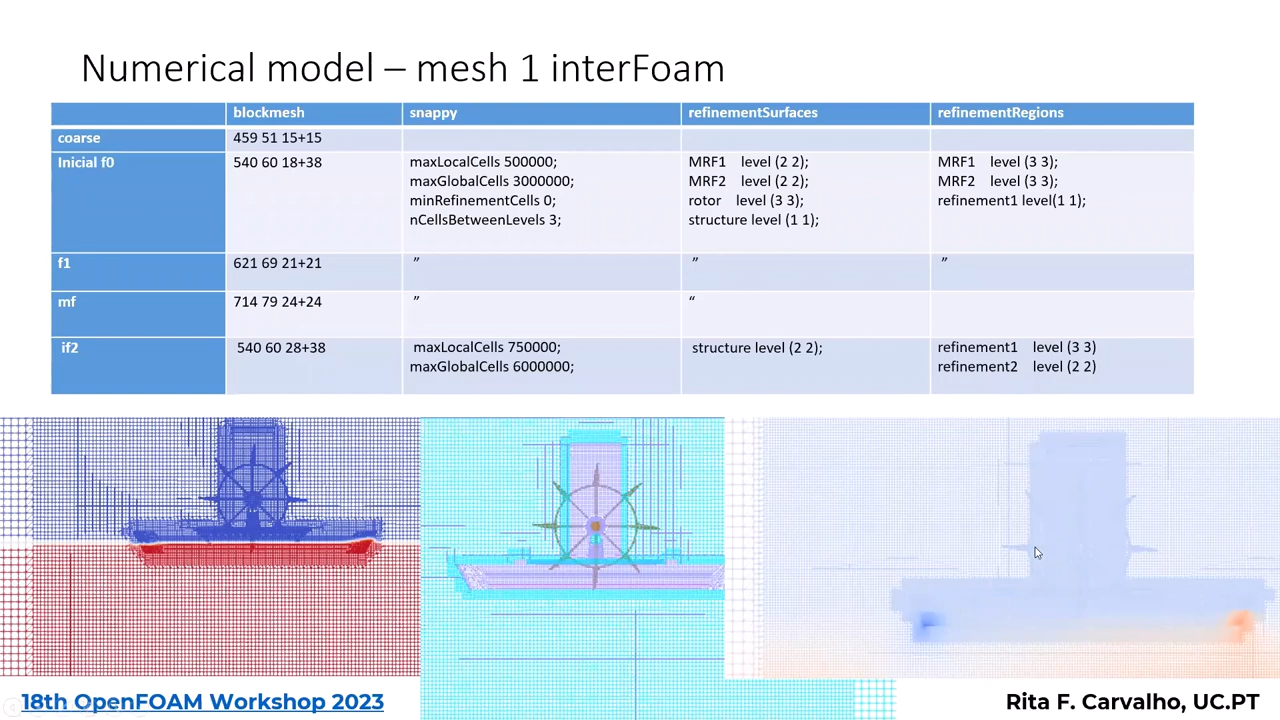 Numerical model – mesh 1 interFoam
blockmesh snappy refinementSurfaces refinementRegions
coarse 459 51 15+15
Inicial f0 540 60 18+38 maxLocalCells 500000; MRF1 level (2 2); MRF1 level (3 3);
maxGlobalCells 3000000; MRF2 level (2 2); MRF2 level (3 3);
minRefinementCells 0; rotor level (3 3); refinement1 level(1 1);
nCellsBetweenLevels 3; structure level (1 1);
f1 621 69 21+21 ” ” ”
mf 714 79 24+24 ” “
if2 540 60 28+38 maxLocalCells 750000; structure level (2 2); refinement1 level (3 3)
maxGlobalCells 6000000; refinement2 level (2 2)
18th OpenFOAM Workshop 2023
Rita F. Carvalho, UC.PT